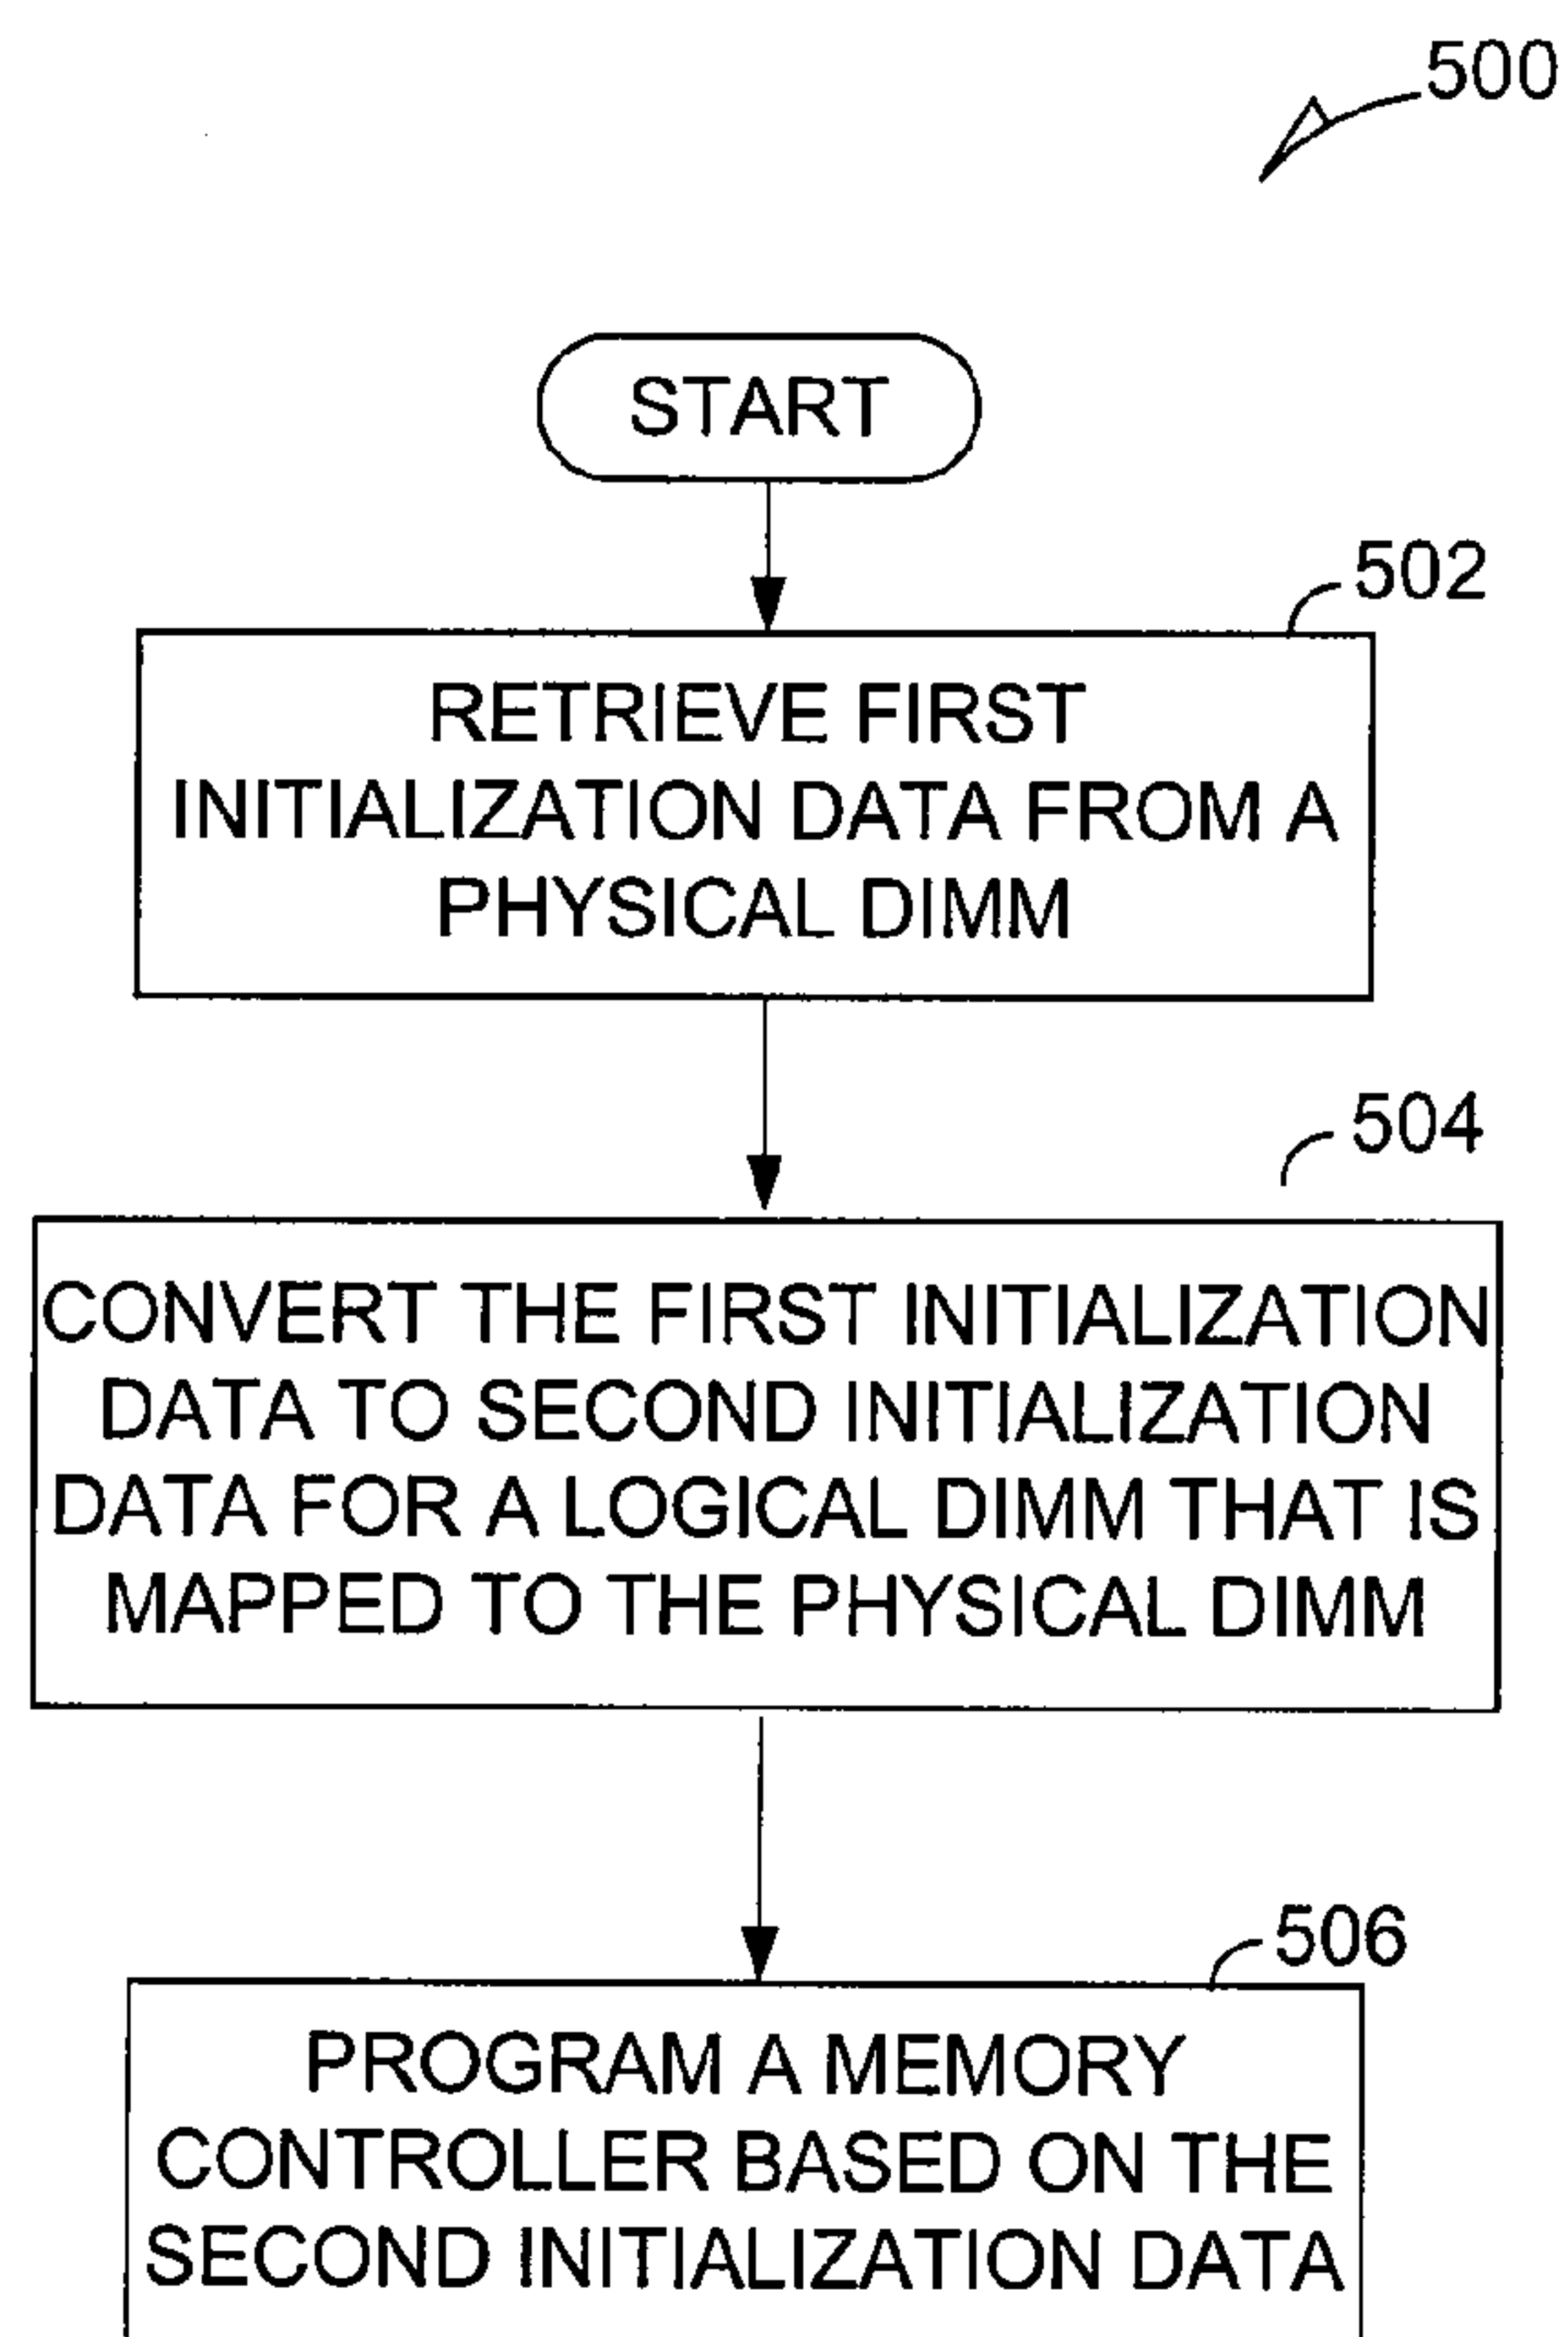 500
START
502
RETRIEVE FIRST
INITIALIZATION DATA FROM A
PHYSICAL DIMM
504
CONVERT THE FIRST INITIALIZATION
DATA TO SECOND INITIALIZATION
DATA FOR A LOGICAL DIMM THAT IS
MAPPED TO THE PHYSICAL DIMM
506
PROGRAM A MEMORY
CONTROLLER BASED ON THE
SECOND INITIALIZATION DATA